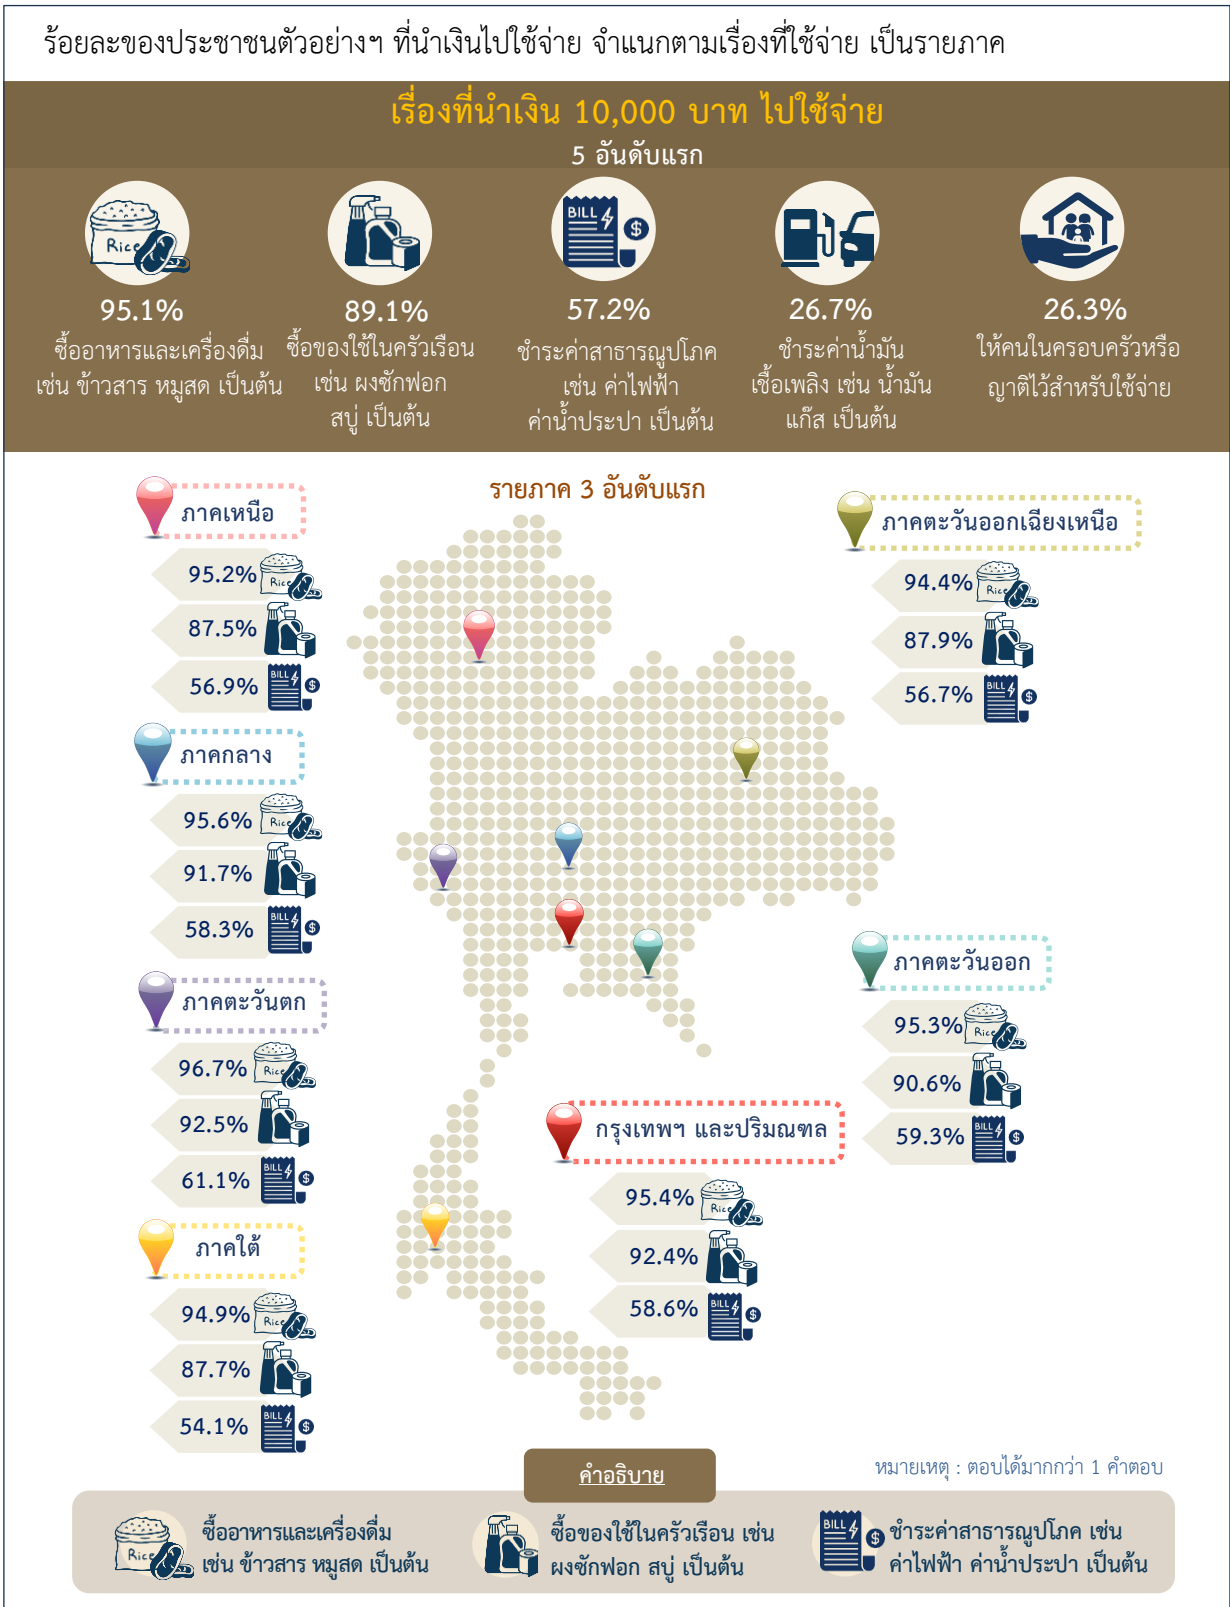 ร้อยละของประชาชนตัวอย่างฯ ที่นำเงินไปใช้จ่าย จำแนกตามเรื่องที่ใช้จ่าย เป็นรายภาค
เรื่องที่นำเงิน 10,000 บาท ไปใช้จ่าย
5 อันดับแรก
Rice
BILL
$
95.1%
ซื้ออาหารและเครื่องดื่ม
เช่น ข้าวสาร หมูสด เป็นต้น
89.1%
ซื้อของใช้ในครัวเรือน
เช่น ผงซักฟอก
สบู่ เป็นต้น
57.2%
ชำระค่าสาธารณูปโภค
เช่น ค่าไฟฟ้า
ค่าน้ำประปา เป็นต้น
26.7%
ชำระค่าน้ำมัน
เชื้อเพลิง เช่น น้ำมัน
แก๊ส เป็นต้น
26.3%
ให้คนในครอบครัวหรือ
ญาติไว้สำหรับใช้จ่าย
รายภาค 3 อันดับแรก
ภาคเหนือ
95.2% Rice
87.5%
56.9% BILL $
ภาคกลาง
95.6% Rice
91.7%
58.3% BILL $
ภาคตะวันตก
96.7% Rice
92.5%
61.1% BILL $
ภาคใต้
94.9% Rice
87.7%
54.1% BILL $
ภาคตะวันออกเฉียงเหนือ
94.4% Rice
87.9%
56.7% BILL $
ภาคตะวันออก
95.3% Rice
90.6%
59.3% BILL $
กรุงเทพฯ และปริมณฑล
95.4% Rice
92.4%
58.6% BILL $
คำอธิบาย
หมายเหตุ : ตอบได้มากกว่า 1 คำตอบ
Rice
ซื้ออาหารและเครื่องดื่ม
เช่น ข้าวสาร หมูสด เป็นต้น
ซื้อของใช้ในครัวเรือน เช่น
ผงซักฟอก สบู่ เป็นต้น
BILL
$
ชำระค่าสาธารณูปโภค เช่น
ค่าไฟฟ้า ค่าน้ำประปา เป็นต้น